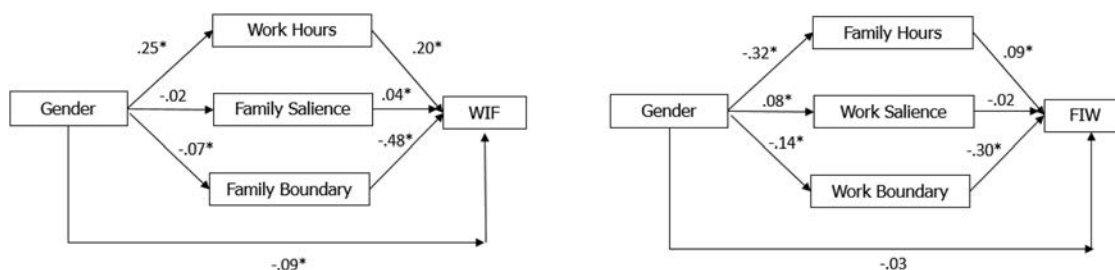 Work Hours
.25*
.20*
Gender
-.02
Family Salience
.04*
WIF
-.07*
-.48*
Family Boundary
-.09*
Family Hours
-.32*
.09*
Gender
.08*
Work Salience
-.02
FIW
-.14*
-.30*
Work Boundary
-.03